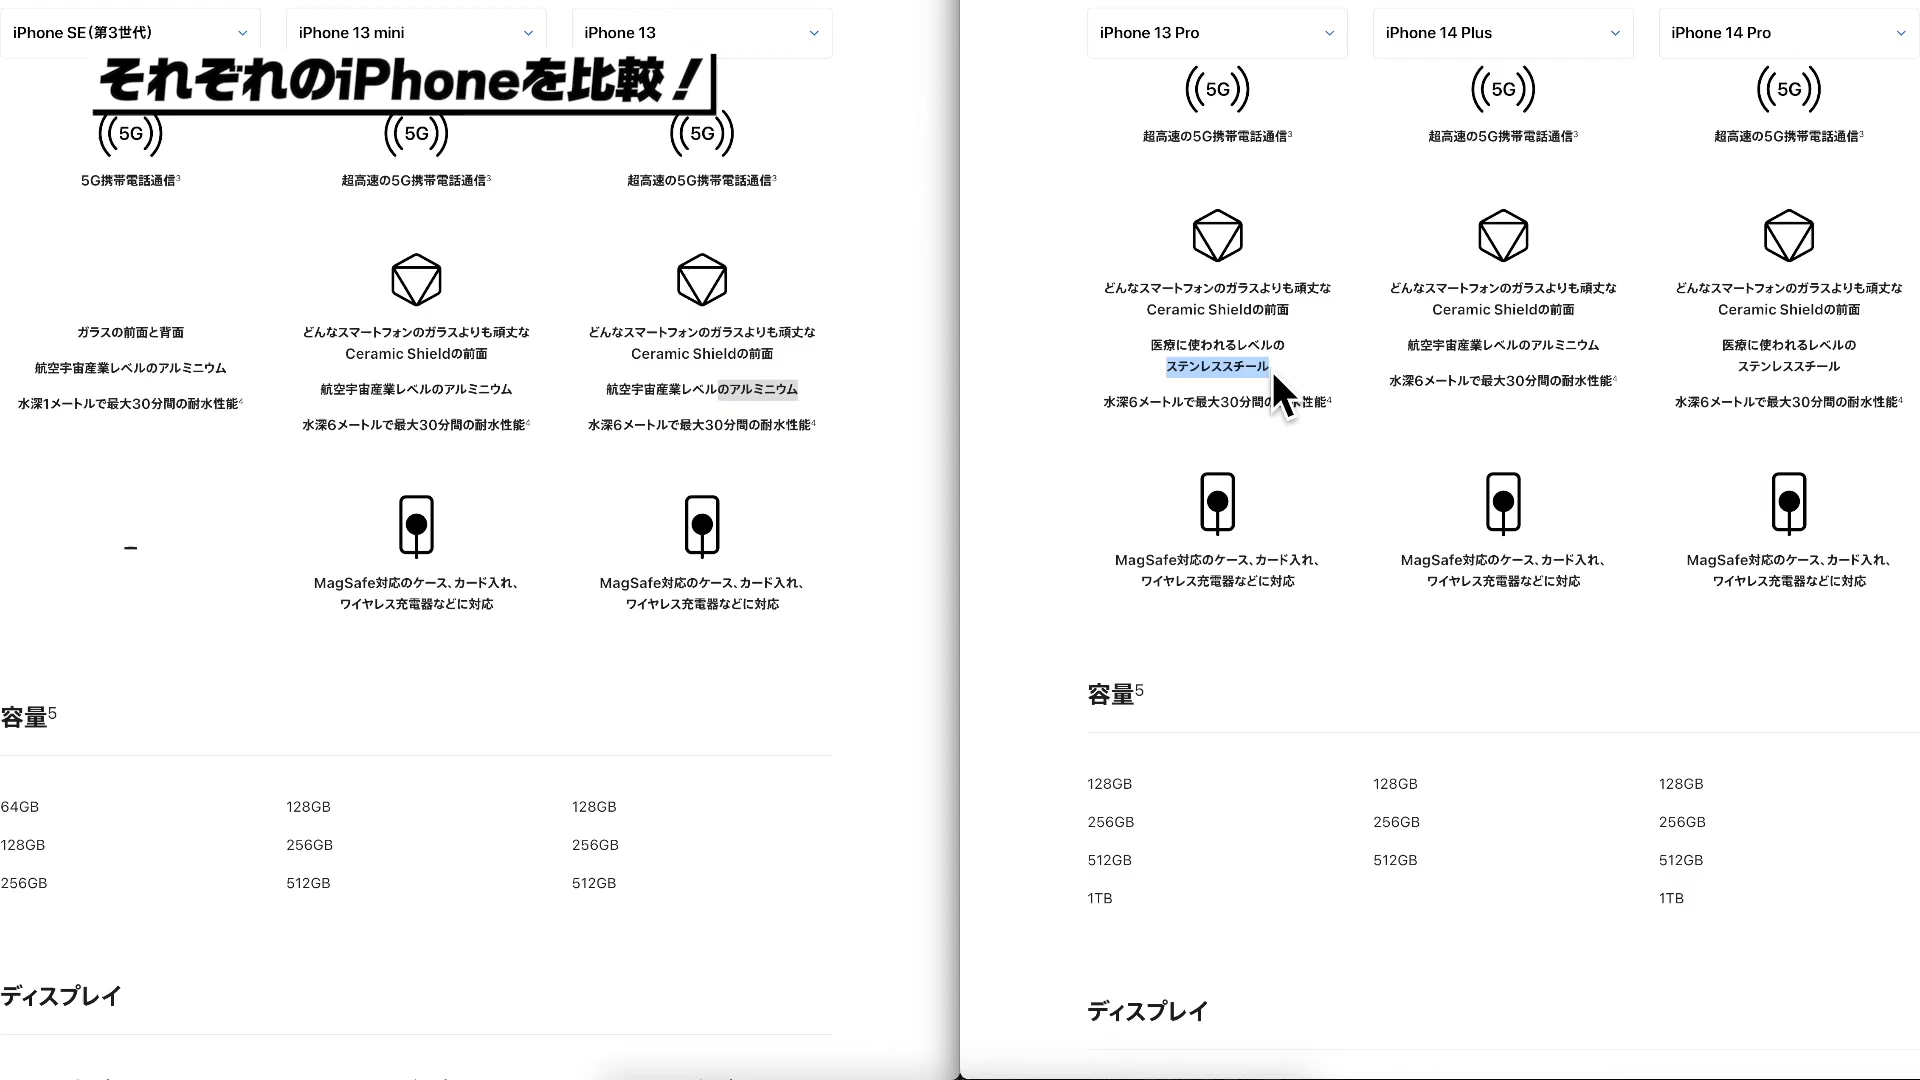 iPhone SE（第3世代）
iPhone 13 mini
iPhone 13
それぞれのiPhoneを比較！
5G
5G
5G
5G携帯電話通信3
超高速の5G携帯電話通信3
超高速の5G携帯電話通信3
ガラスの前面と背面
航空宇宙産業レベルのアルミニウム
水深1メートルで最大30分間の耐水性能4
どんなスマートフォンのガラスよりも頑丈な
Ceramic Shieldの前面
航空宇宙産業レベルのアルミニウム
水深6メートルで最大30分間の耐水性能4
どんなスマートフォンのガラスよりも頑丈な
Ceramic Shieldの前面
航空宇宙産業レベルのアルミニウム
水深6メートルで最大30分間の耐水性能4
–
MagSafe対応のケース、カード入れ、
ワイヤレス充電器などに対応
MagSafe対応のケース、カード入れ、
ワイヤレス充電器などに対応
容量5
64GB
128GB
256GB
128GB
256GB
512GB
128GB
256GB
512GB
ディスプレイ
iPhone 13 Pro
iPhone 14 Plus
iPhone 14 Pro
5G
5G
5G
超高速の5G携帯電話通信3
超高速の5G携帯電話通信3
超高速の5G携帯電話通信3
どんなスマートフォンのガラスよりも頑丈な
Ceramic Shieldの前面
医療に使われるレベルの
ステンレススチール
水深6メートルで最大30分間の 性能4
どんなスマートフォンのガラスよりも頑丈な
Ceramic Shieldの前面
航空宇宙産業レベルのアルミニウム
水深6メートルで最大30分間の耐水性能4
どんなスマートフォンのガラスよりも頑丈な
Ceramic Shieldの前面
医療に使われるレベルの
ステンレススチール
水深6メートルで最大30分間の耐水性能4
MagSafe対応のケース、カード入れ、
ワイヤレス充電器などに対応
MagSafe対応のケース、カード入れ、
ワイヤレス充電器などに対応
MagSafe対応のケース、カード入れ、
ワイヤレス充電器などに対応
容量5
128GB
256GB
512GB
1TB
128GB
256GB
512GB
128GB
256GB
512GB
1TB
ディスプレイ